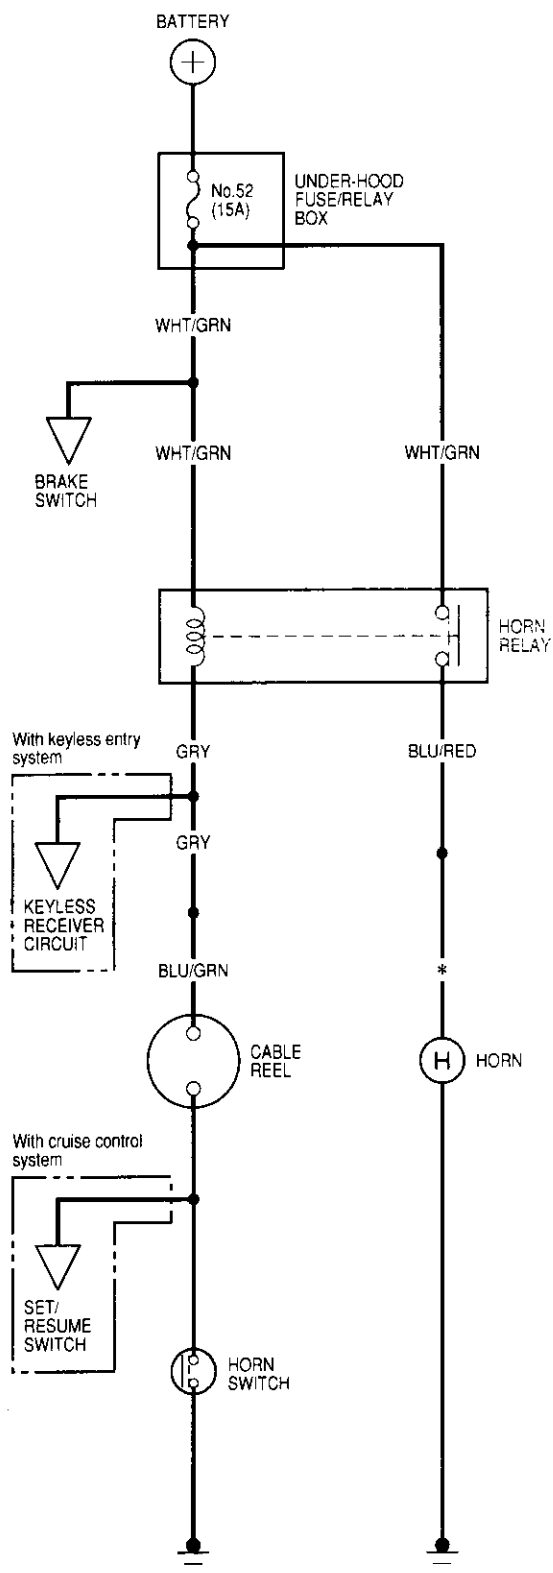 BATTERY
+
No.52
(15A)
UNDER-HOOD
FUSE/RELAY
BOX
WHT/GRN
WHT/GRN
WHT/GRN
BRAKE
SWITCH
HORN
RELAY
With keyless entry
system
GRY
BLU/RED
GRY
KEYLESS
RECEIVER
CIRCUIT
BLU/GRN
*
CABLE
REEL
H
HORN
With cruise control
system
SET/
RESUME
SWITCH
HORN
SWITCH